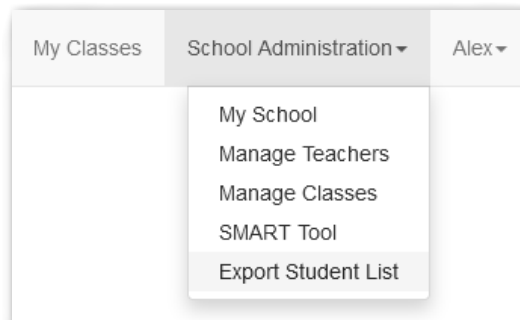 My Classes School Administration Alex
My School
Manage Teachers
Manage Classes
SMART Tool
Export Student List